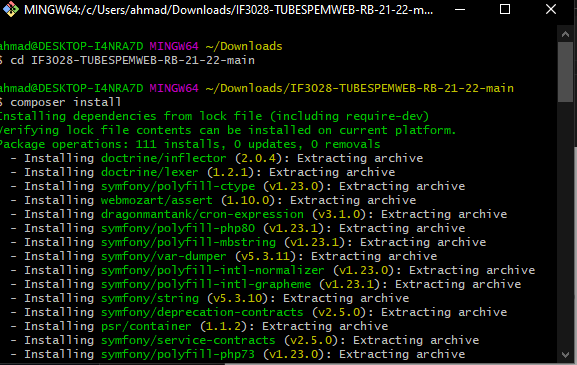 MINGW64:/c/Users/ahmad/Downloads/IF3028-TUBESPEMWEB-RB-21-22-m...
ahmad@DESKTOP-I4NRA7D MINGW64 ~/Downloads
$ cd IF3028-TUBESPEMWEB-RB-21-22-main
ahmad@DESKTOP-I4NRA7D MINGW64 ~/Downloads/IF3028-TUBESPEMWEB-RB-21-22-main
$ composer install
Installing dependencies from lock file (including require-dev)
Verifying lock file contents can be installed on current platform.
Package operations: 111 installs, 0 updates, 0 removals
- Installing doctrine/inflector (2.0.4): Extracting archive
- Installing doctrine/lexer (1.2.1): Extracting archive
- Installing symfony/polyfill-ctype (v1.23.0): Extracting archive
- Installing webmozart/assert (1.10.0): Extracting archive
- Installing dragonmantank/cron-expression (v3.1.0): Extracting archive
- Installing symfony/polyfill-php80 (v1.23.1): Extracting archive
- Installing symfony/polyfill-mbstring (v1.23.1): Extracting archive
- Installing symfony/var-dumper (v5.3.11): Extracting archive
- Installing symfony/polyfill-intl-normalizer (v1.23.0): Extracting archive
- Installing symfony/polyfill-intl-grapheme (v1.23.1): Extracting archive
- Installing symfony/string (v5.3.10): Extracting archive
- Installing symfony/deprecation-contracts (v2.5.0): Extracting archive
- Installing psr/container (1.1.2): Extracting archive
- Installing symfony/service-contracts (v2.5.0): Extracting archive
- Installing symfony/polyfill-php73 (v1.23.0): Extracting archive